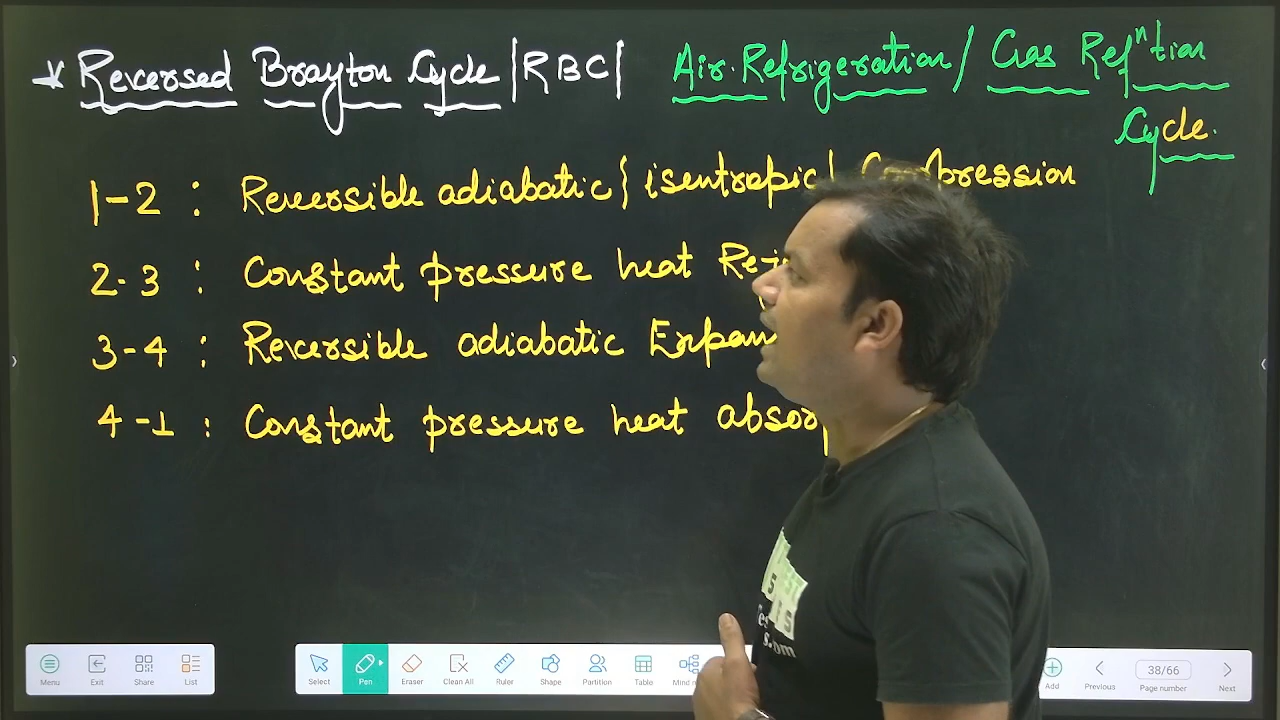 Reversed Brayton Cycle |RBC| Air Refrigeration / Gas Refⁿtion
Cycle.
1-2 : Reversible adiabatic | isentropic | Compression
2-3 : Constant pressure heat
3-4 : Reversible adiabatic
4-1 : Constant pressure heat
Menu Exit Share List Select Pen Eraser Clean All Ruler Shape Partition Table Add Previous 38/66 Page number Next